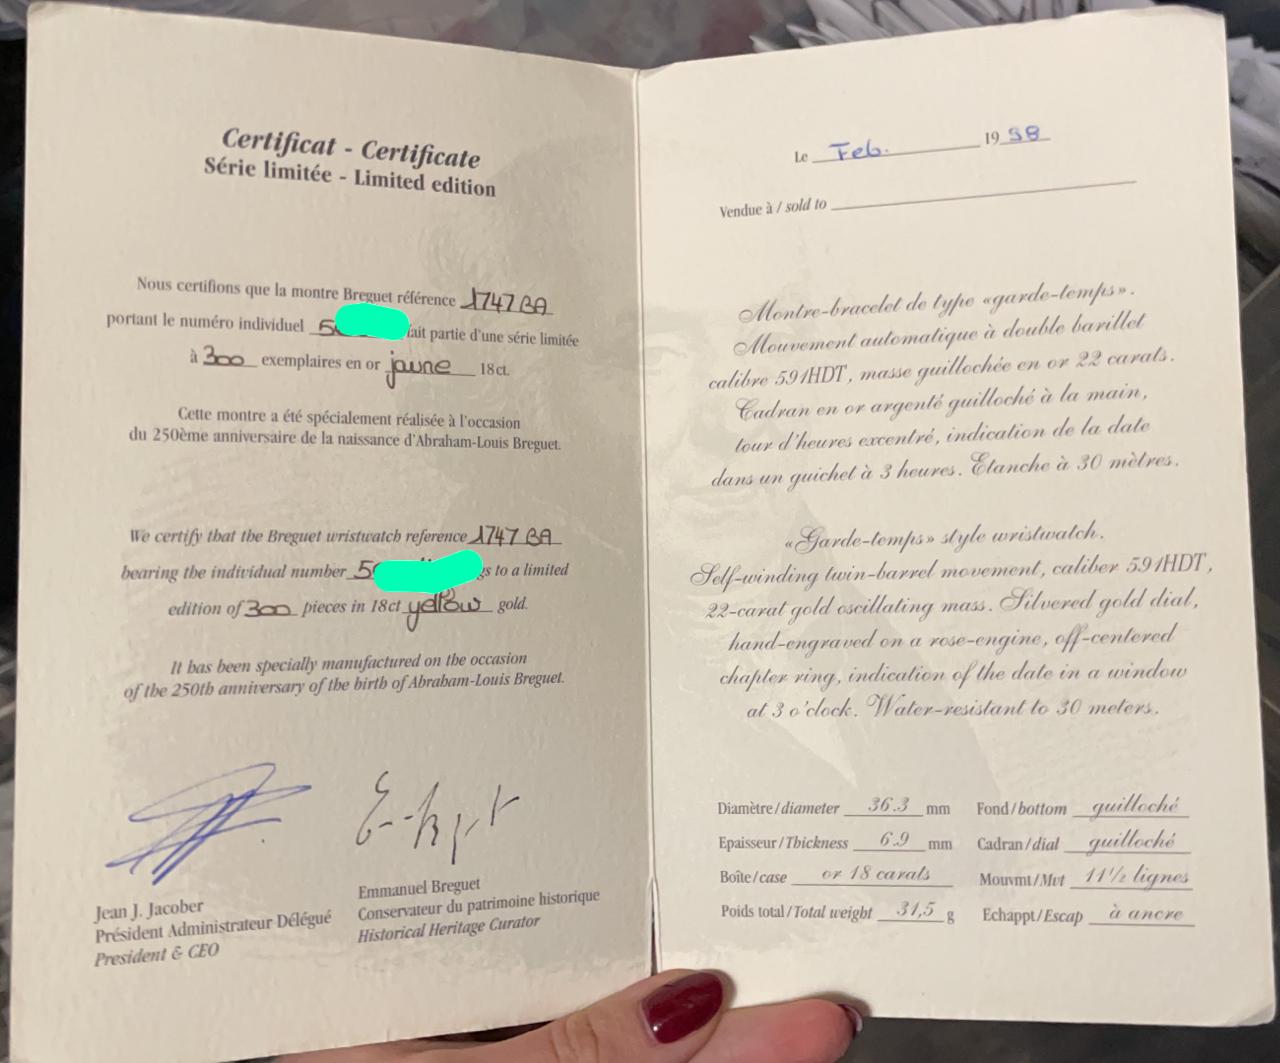 Certificat - Certificate
Série limitée - Limited edition
Nous certifions que la montre Breguet référence 1747 BA
portant le numéro individuel 5 fait partie d'une série limitée
à 300 exemplaires en or jaune 18ct.
Cette montre a été spécialement réalisée à l'occasion
du 250ème anniversaire de la naissance d'Abraham-Louis Breguet.
We certify that the Breguet wristwatch reference 1747 BA
bearing the individual number 5 gs to a limited
edition of 300 pieces in 18ct yellow gold.
It has been specially manufactured on the occasion
of the 250th anniversary of the birth of Abraham-Louis Breguet.
Jean J. Jacober
Président Administrateur Délégué
President & CEO
Emmanuel Breguet
Conservateur du patrimoine historique
Historical Heritage Curator
Le Feb. 1998
Vendue à / sold to
Montre-bracelet de type «garde-temps».
Mouvement automatique à double barillet
calibre 591HDT, masse guillochée en or 22 carats.
Cadran en or argenté guilloché à la main,
tour d'heures excentré, indication de la date
dans un guichet à 3 heures. Etanche à 30 mètres.
«Garde-temps» style wristwatch.
Self-winding twin-barrel movement, caliber 591HDT,
22-carat gold oscillating mass. Silvered gold dial,
hand-engraved on a rose-engine, off-centered
chapter ring, indication of the date in a window
at 3 o'clock. Water-resistant to 30 meters.
Diamètre/diameter 36.3 mm Fond/bottom guilloché
Epaisseur/Thickness 6.9 mm Cadran/dial guilloché
Boîte/case or 18 carats Mouvmt/Mvt 11½ lignes
Poids total/Total weight 31,5 g Echappt/Escap à ancre